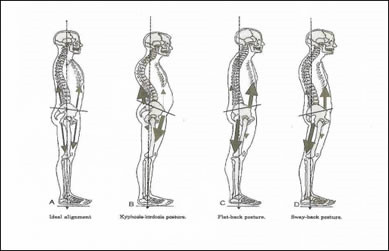 A
B
C
D
Ideal alignment
Kyphosis-lordosis posture.
Flat-back posture.
Sway-back posture.